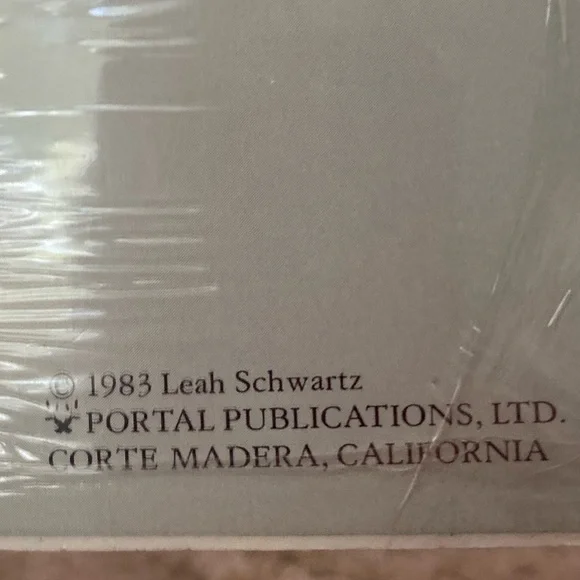 © 1983 Leah Schwartz
PORTAL PUBLICATIONS, LTD.
CORTE MADERA, CALIFORNIA